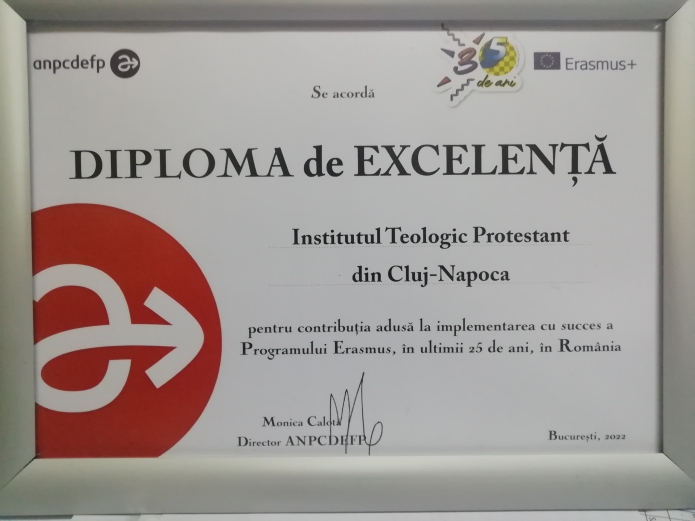 anpcdefp
35 de ani
Erasmus+
Se acordă
DIPLOMA de EXCELENȚĂ
Institutul Teologic Protestant
din Cluj-Napoca
pentru contribuția adusă la implementarea cu succes a
Programului Erasmus, în ultimii 25 de ani, în România
Monica Calotă
Director ANPCDEFP
București, 2022